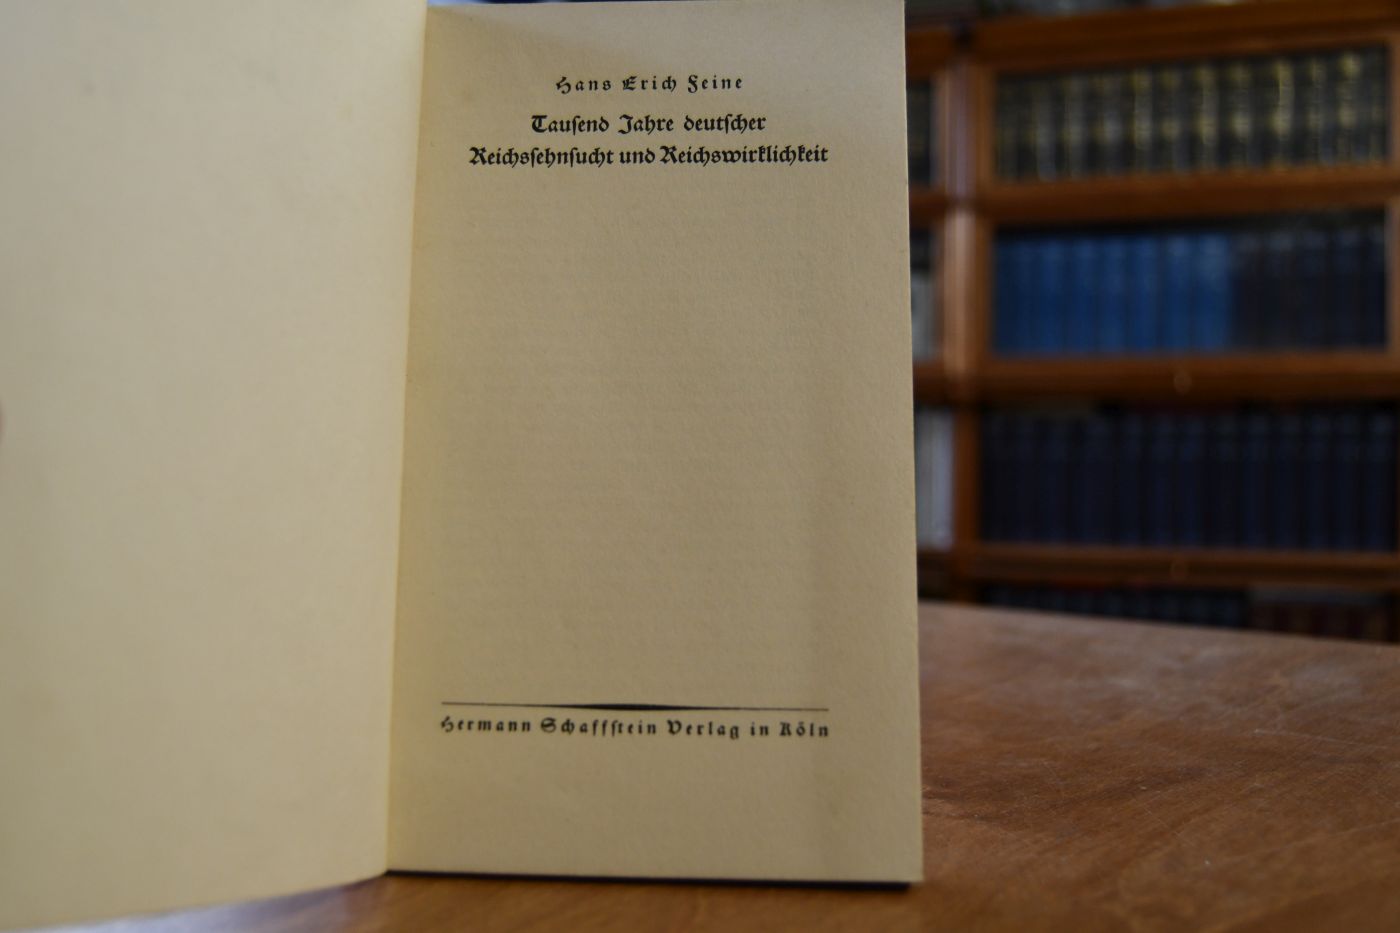 Hans Erich Feine
Tauſend Jahre deutſcher
Reichsſehnſucht und Reichswirklichkeit
Hermann Schaffſtein Verlag in Köln